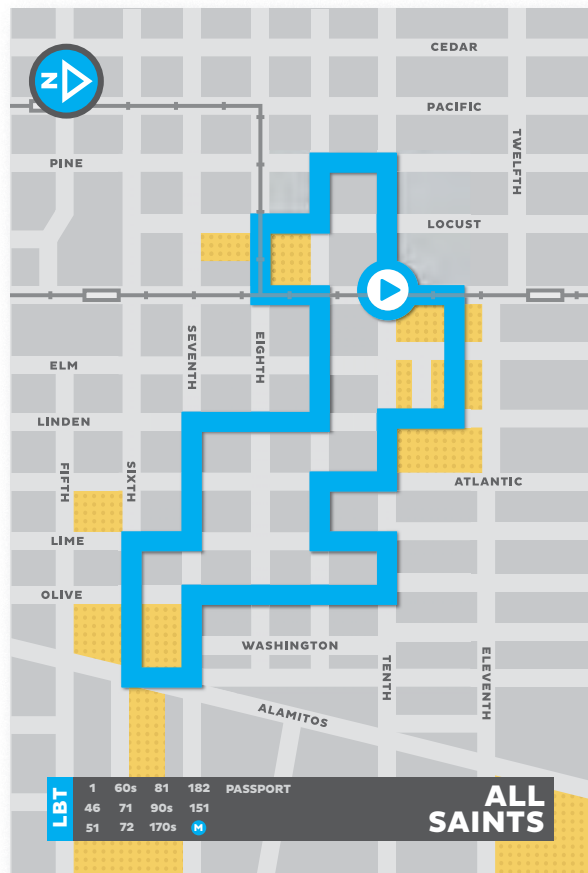 CEDAR
N
PACIFIC
PINE
TWELFTH
LOCUST
SEVENTH
EIGHTH
ELM
LINDEN
FIFTH
SIXTH
ATLANTIC
LIME
OLIVE
WASHINGTON
TENTH
ELEVENTH
ALAMITOS
LBT
1 60s 81 182 PASSPORT
46 71 90s 151
51 72 170s M
ALL
SAINTS